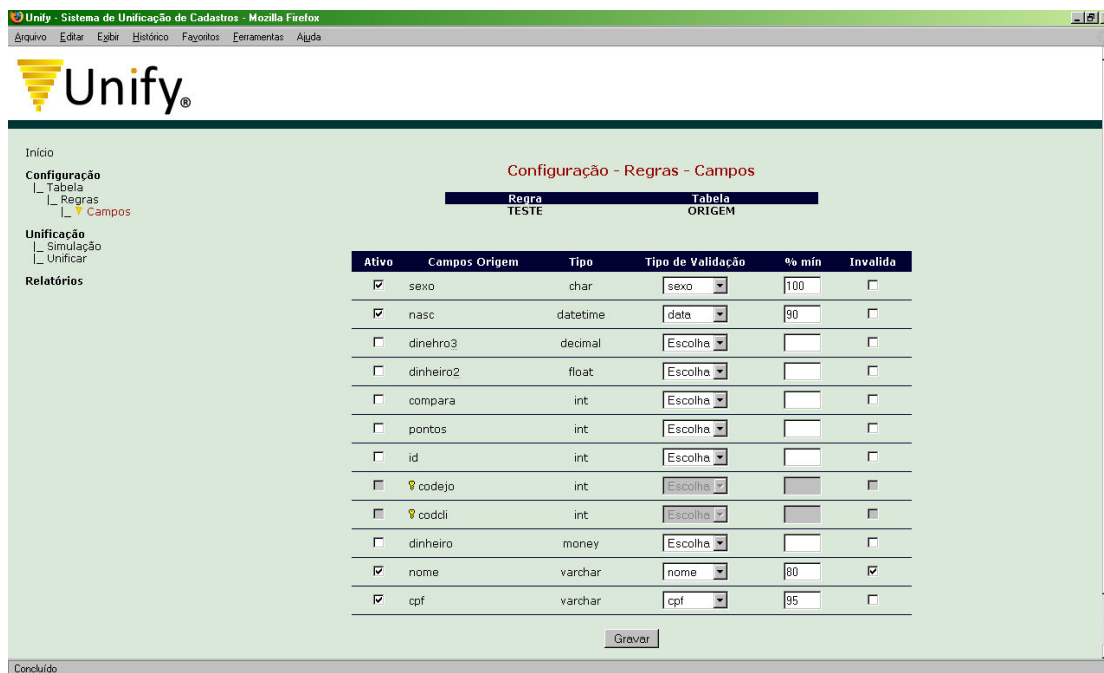 Unify - Sistema de Unificação de Cadastros - Mozilla Firefox
Arquivo Editar Exibir Histórico Favoritos Ferramentas Ajuda
Unify®
Início
Configuração
|_ Tabela
|_ Regras
|_ Campos
Unificação
|_ Simulação
|_ Unificar
Relatórios
Configuração - Regras - Campos
Regra Tabela
TESTE ORIGEM
Ativo Campos Origem Tipo Tipo de Validação % mín Invalida
sexo char sexo 100
nasc datetime data 90
dinehro3 decimal Escolha
dinheiro2 float Escolha
compara int Escolha
pontos int Escolha
id int Escolha
codejo int Escolha
codcli int Escolha
dinheiro money Escolha
nome varchar nome 80
cpf varchar cpf 95
Gravar
Concluído